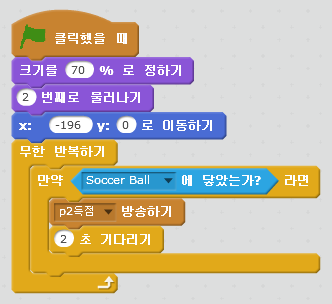 클릭했을 때
크기를 70 % 로 정하기
2 번째로 물러나기
x: -196 y: 0 로 이동하기
무한 반복하기
만약 Soccer Ball 에 닿았는가? 라면
p2득점 방송하기
2 초 기다리기